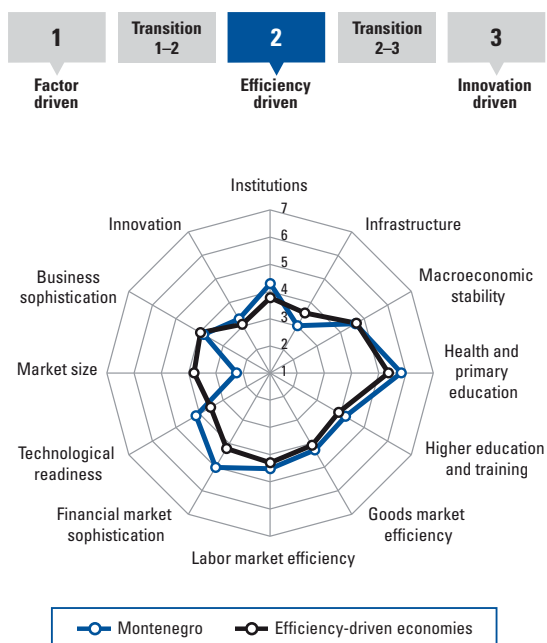 1
Transition
1–2
2
Transition
2–3
3
Factor
driven
Efficiency
driven
Innovation
driven
Institutions
7
6
5
4
3
2
1
Infrastructure
Macroeconomic
stability
Health and
primary
education
Higher education
and training
Goods market
efficiency
Labor market efficiency
Financial market
sophistication
Technological
readiness
Market size
Business
sophistication
Innovation
Montenegro
Efficiency-driven economies